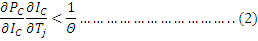 ∂P_C/∂I_C ∂I_C/∂T_j < 1/Θ ……………………………… (2)